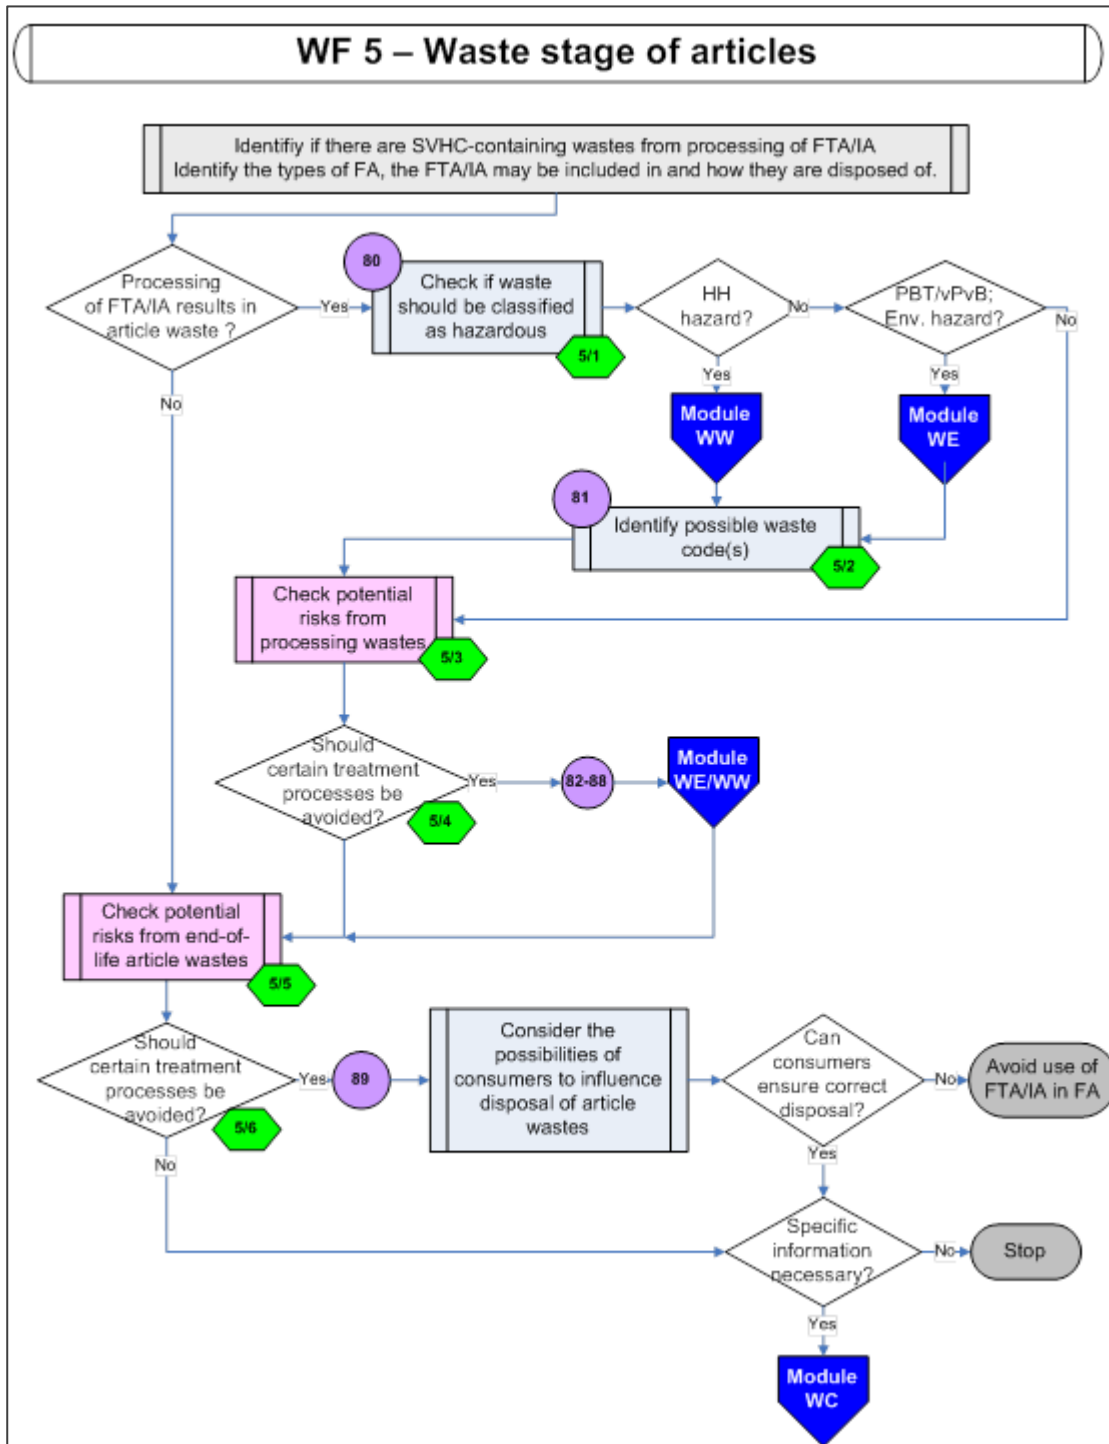 WF 5 – Waste stage of articles
Identifiy if there are SVHC-containing wastes from processing of FTA/IA
Identify the types of FA, the FTA/IA may be included in and how they are disposed of.
Processing
of FTA/IA results in
article waste ?
Yes
No
80
Check if waste
should be classified
as hazardous
5/1
HH
hazard?
No
Yes
PBT/vPvB;
Env. hazard?
No
Yes
Module
WW
Module
WE
81
Identify possible waste
code(s)
5/2
Check potential
risks from
processing wastes
5/3
Should
certain treatment
processes be
avoided?
5/4
Yes
82-88
Module
WE/WW
Check potential
risks from end-of-
life article wastes
5/5
Should
certain treatment
processes be
avoided?
5/6
Yes
No
89
Consider the
possibilities of
consumers to influence
disposal of article
wastes
Can
consumers
ensure correct
disposal?
No
Yes
Avoid use of
FTA/IA in FA
Specific
information
necessary?
No
Yes
Stop
Module
WC